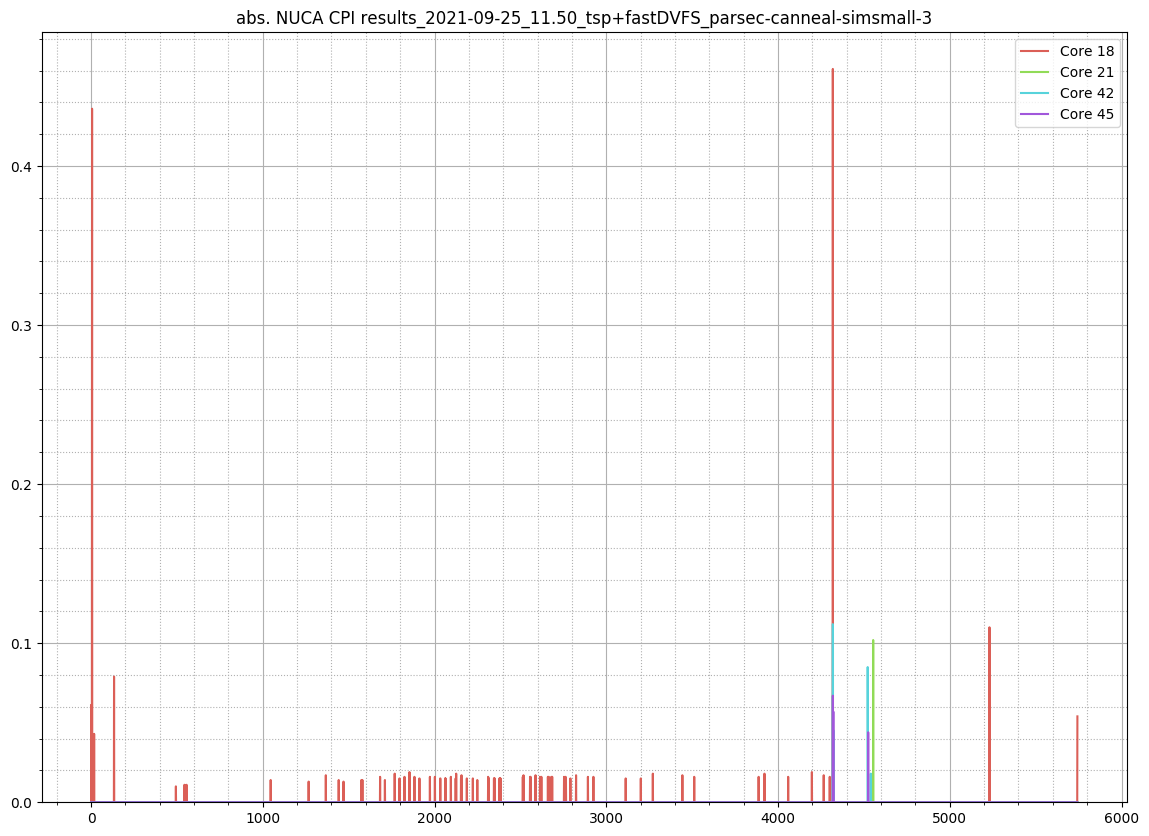 abs. NUCA CPI results_2021-09-25_11.50_tsp+fastDVFS_parsec-canneal-simsmall-3
Core 18
Core 21
Core 42
Core 45
0.4
0.3
0.2
0.1
0.0
0 1000 2000 3000 4000 5000 6000